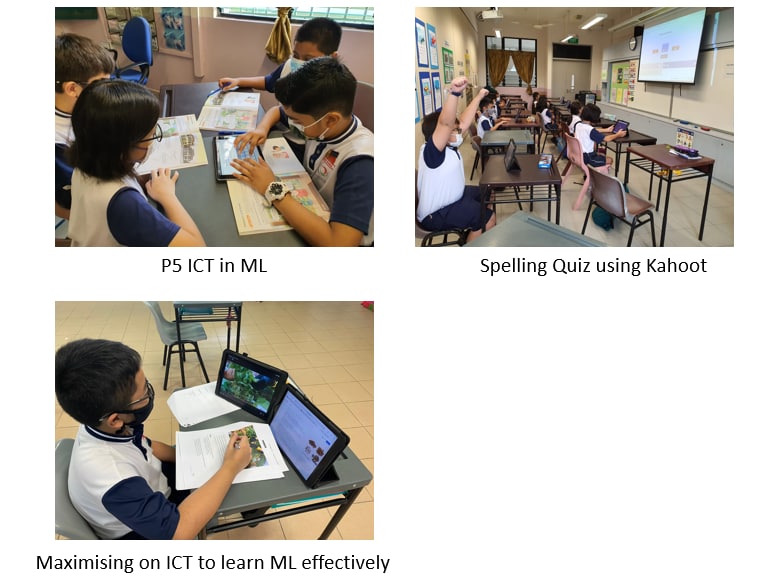 P5 ICT in ML
Spelling Quiz using Kahoot
Maximising on ICT to learn ML effectively